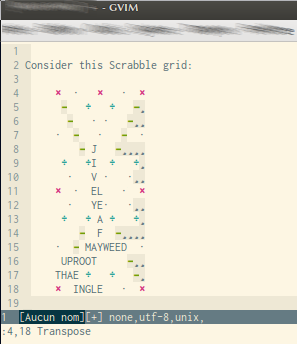 - GVIM
1
2 Consider this Scrabble grid:
3
4 × · × · ×
5 - + + -.
6 - · · -..
7 · - · - ·
8 - J -....
9 + +I + +.
10 · V · ·..
11 × · EL · ×
12 · YE· ·..
13 + + A + +.
14 - F -....
15 · - MAYWEED ·
16 UPROOT -..
17 THAE + + -.
18 × INGLE · ×
19
1 [Aucun nom][+] none,utf-8,unix,
:4,18 Transpose